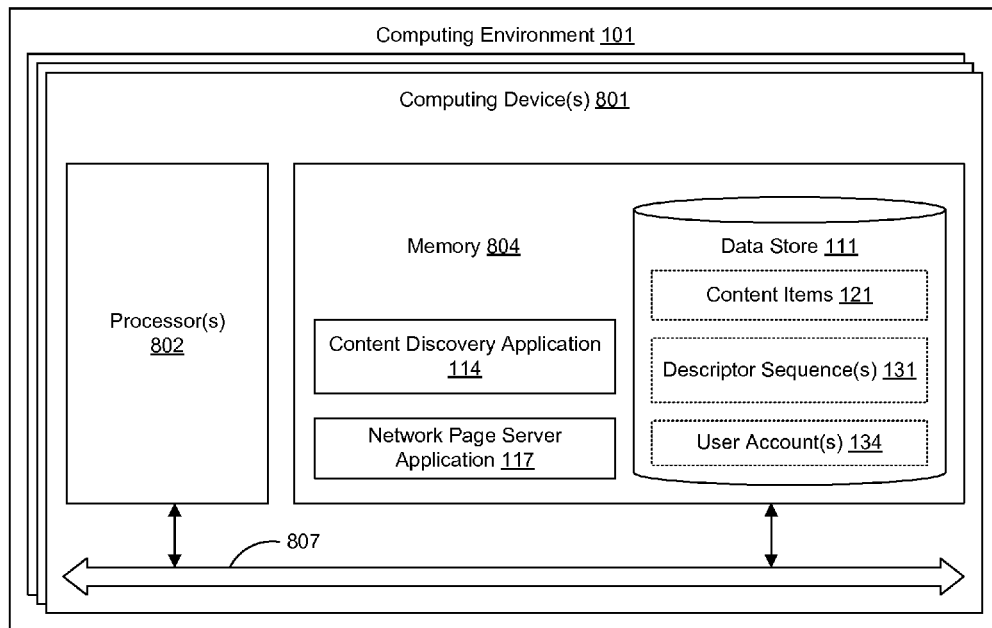 Computing Environment 101
Computing Device(s) 801
Processor(s)
802
Memory 804
Content Discovery Application
114
Network Page Server
Application 117
Data Store 111
Content Items 121
Descriptor Sequence(s) 131
User Account(s) 134
807